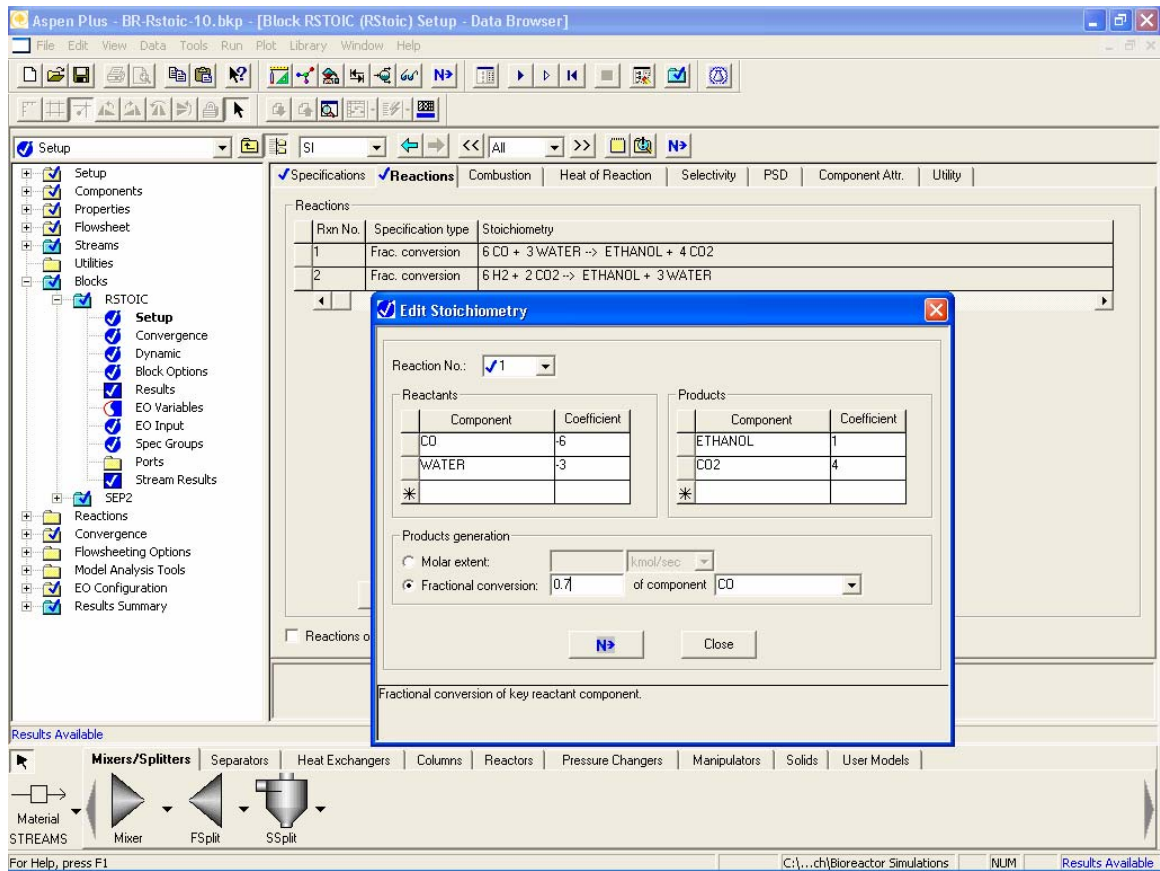 Aspen Plus - BR-Rstoic-10.bkp - [Block RSTOIC (RStoic) Setup - Data Browser]
File Edit View Data Tools Run Plot Library Window Help
N→
Setup
SI
<< All >> N→
Setup
Components
Properties
Flowsheet
Streams
Utilities
Blocks
RSTOIC
Setup
Convergence
Dynamic
Block Options
Results
EO Variables
EO Input
Spec Groups
Ports
Stream Results
SEP2
Reactions
Convergence
Flowsheeting Options
Model Analysis Tools
EO Configuration
Results Summary
Specifications Reactions Combustion Heat of Reaction Selectivity PSD Component Attr. Utility
Reactions
Rxn No. Specification type Stoichiometry
1 Frac. conversion 6 CO + 3 WATER --> ETHANOL + 4 CO2
2 Frac. conversion 6 H2 + 2 CO2 --> ETHANOL + 3 WATER
Reactions o
Edit Stoichiometry
Reaction No.: 1
Reactants Products
Component Coefficient Component Coefficient
CO -6 ETHANOL 1
WATER -3 CO2 4
Products generation
Molar extent: kmol/sec
Fractional conversion: 0.7 of component CO
N→ Close
Fractional conversion of key reactant component.
Results Available
Mixers/Splitters Separators Heat Exchangers Columns Reactors Pressure Changers Manipulators Solids User Models
Material
STREAMS Mixer FSplit SSplit
For Help, press F1 C:\...ch\Bioreactor Simulations NUM Results Available